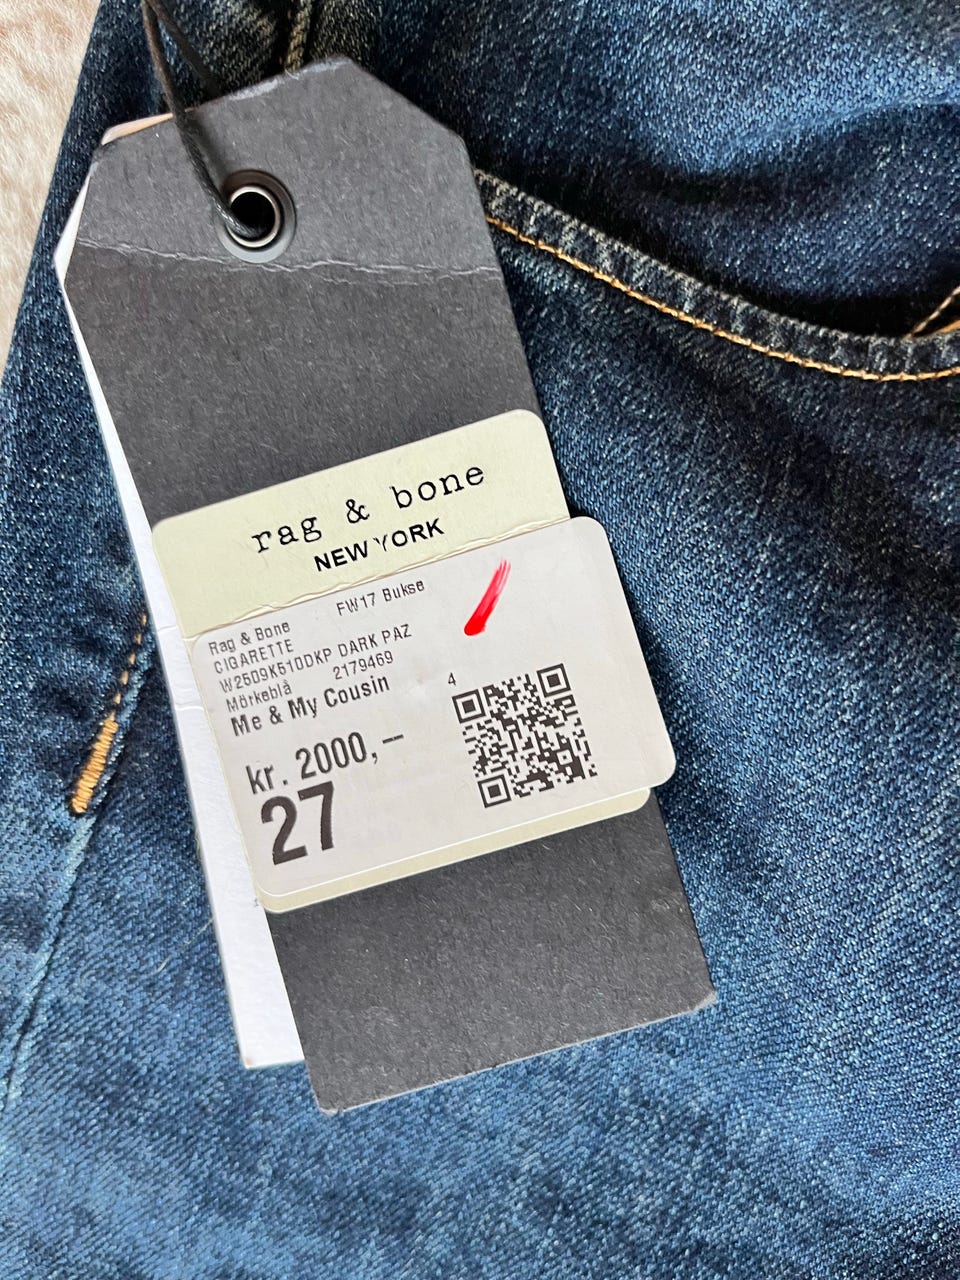 rag & bone
NEW YORK
FW17 Bukse
Rag & Bone
CIGARETTE
W2509K510DKP DARK PAZ
Mörkeblå 2179469
Me & My Cousin
4
kr. 2000,–
27